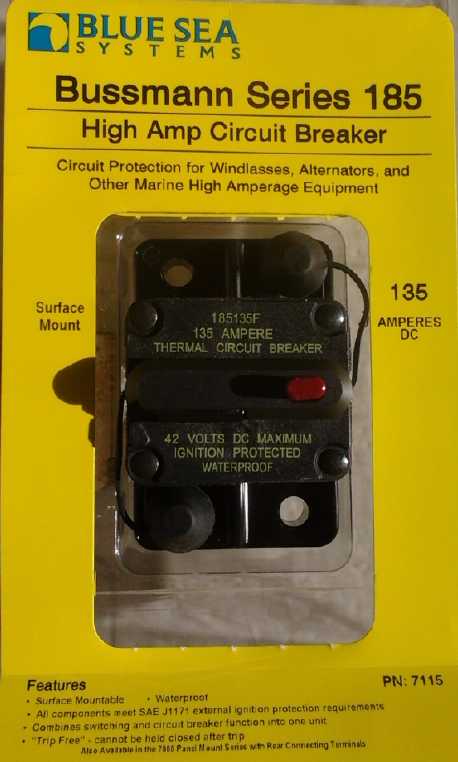 BLUE SEA
SYSTEMS
Bussmann Series 185
High Amp Circuit Breaker
Circuit Protection for Windlasses, Alternators, and
Other Marine High Amperage Equipment
Surface
Mount
135
AMPERES
DC
185135F
135 AMPERE
THERMAL CIRCUIT BREAKER
42 VOLTS DC MAXIMUM
IGNITION PROTECTED
WATERPROOF
Features
PN: 7115
• Surface Mountable • Waterproof
• All components meet SAE J1171 external ignition protection requirements
• Combines switching and circuit breaker function into one unit
• "Trip Free" - cannot be held closed after trip
Also Available in the 7000 Panel Mount Series with Rear Connecting Terminals